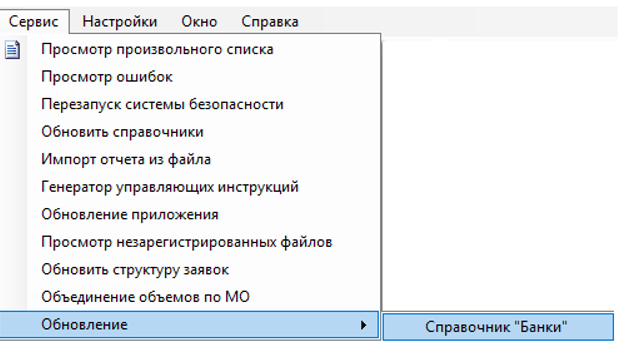 Сервис Настройки Окно Справка
Просмотр произвольного списка
Просмотр ошибок
Перезапуск системы безопасности
Обновить справочники
Импорт отчета из файла
Генератор управляющих инструкций
Обновление приложения
Просмотр незарегистрированных файлов
Обновить структуру заявок
Объединение объемов по МО
Обновление Справочник "Банки"